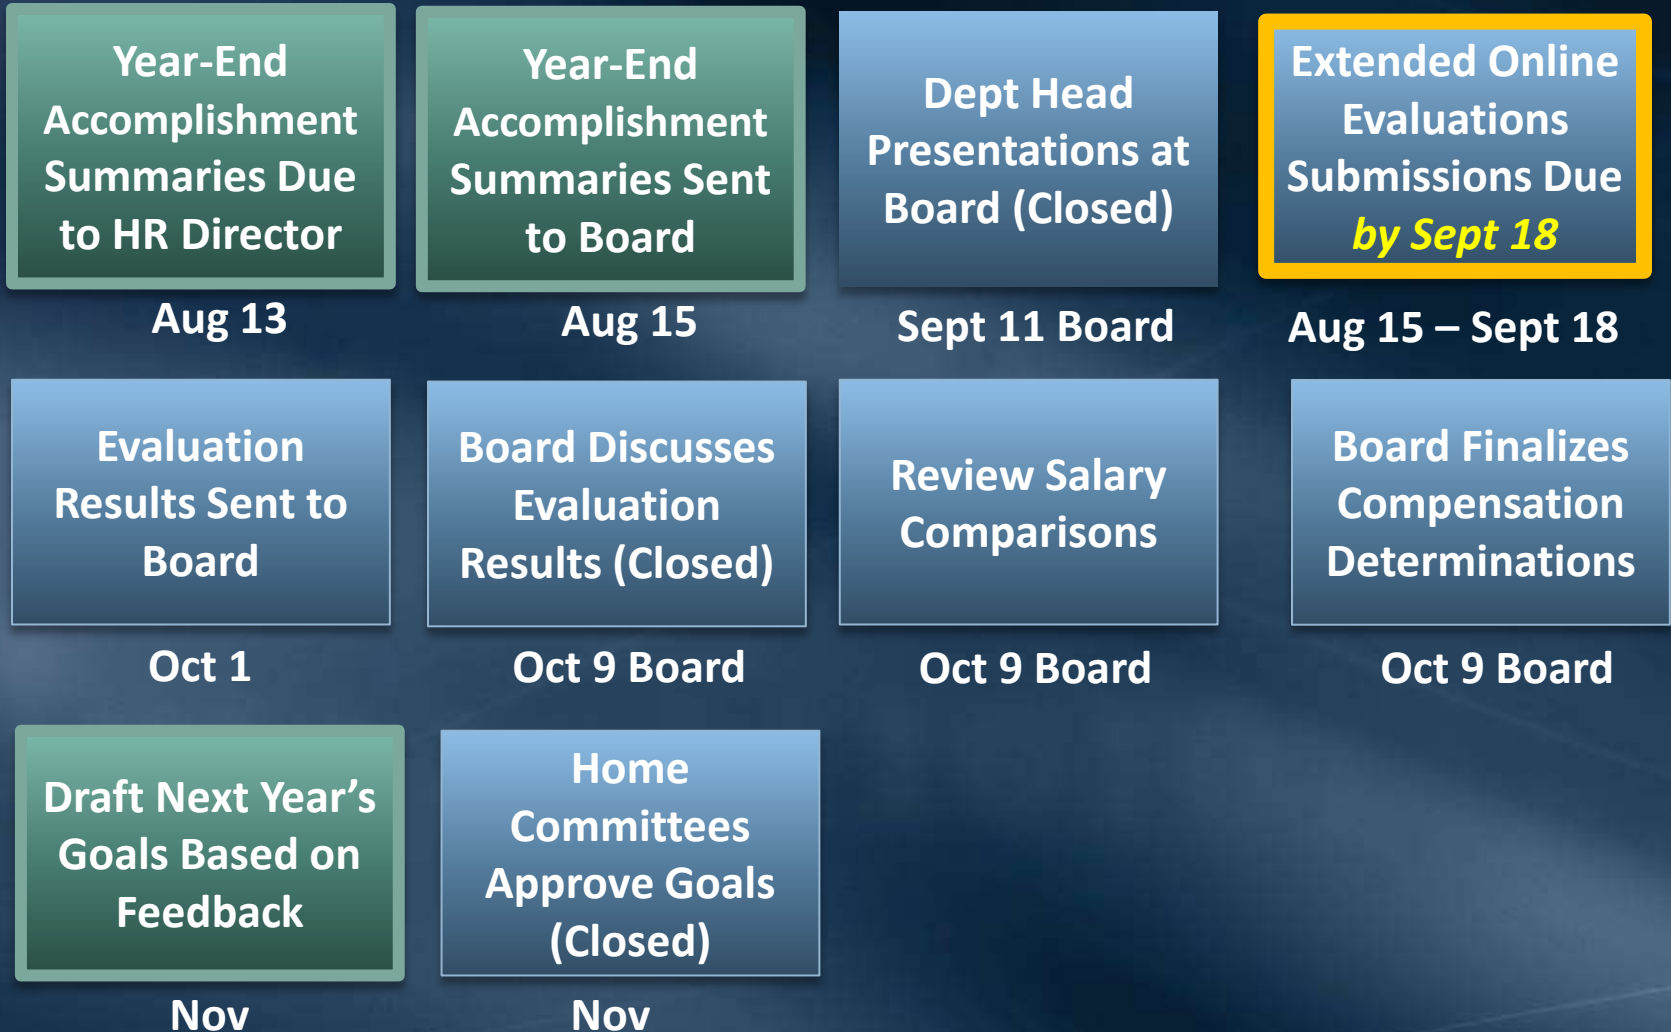 Year-End
Accomplishment
Summaries Due
to HR Director
Aug 13
Year-End
Accomplishment
Summaries Sent
to Board
Aug 15
Dept Head
Presentations at
Board (Closed)
Sept 11 Board
Extended Online
Evaluations
Submissions Due
by Sept 18
Aug 15 – Sept 18
Evaluation
Results Sent to
Board
Oct 1
Board Discusses
Evaluation
Results (Closed)
Oct 9 Board
Review Salary
Comparisons
Oct 9 Board
Board Finalizes
Compensation
Determinations
Oct 9 Board
Draft Next Year’s
Goals Based on
Feedback
Nov
Home
Committees
Approve Goals
(Closed)
Nov